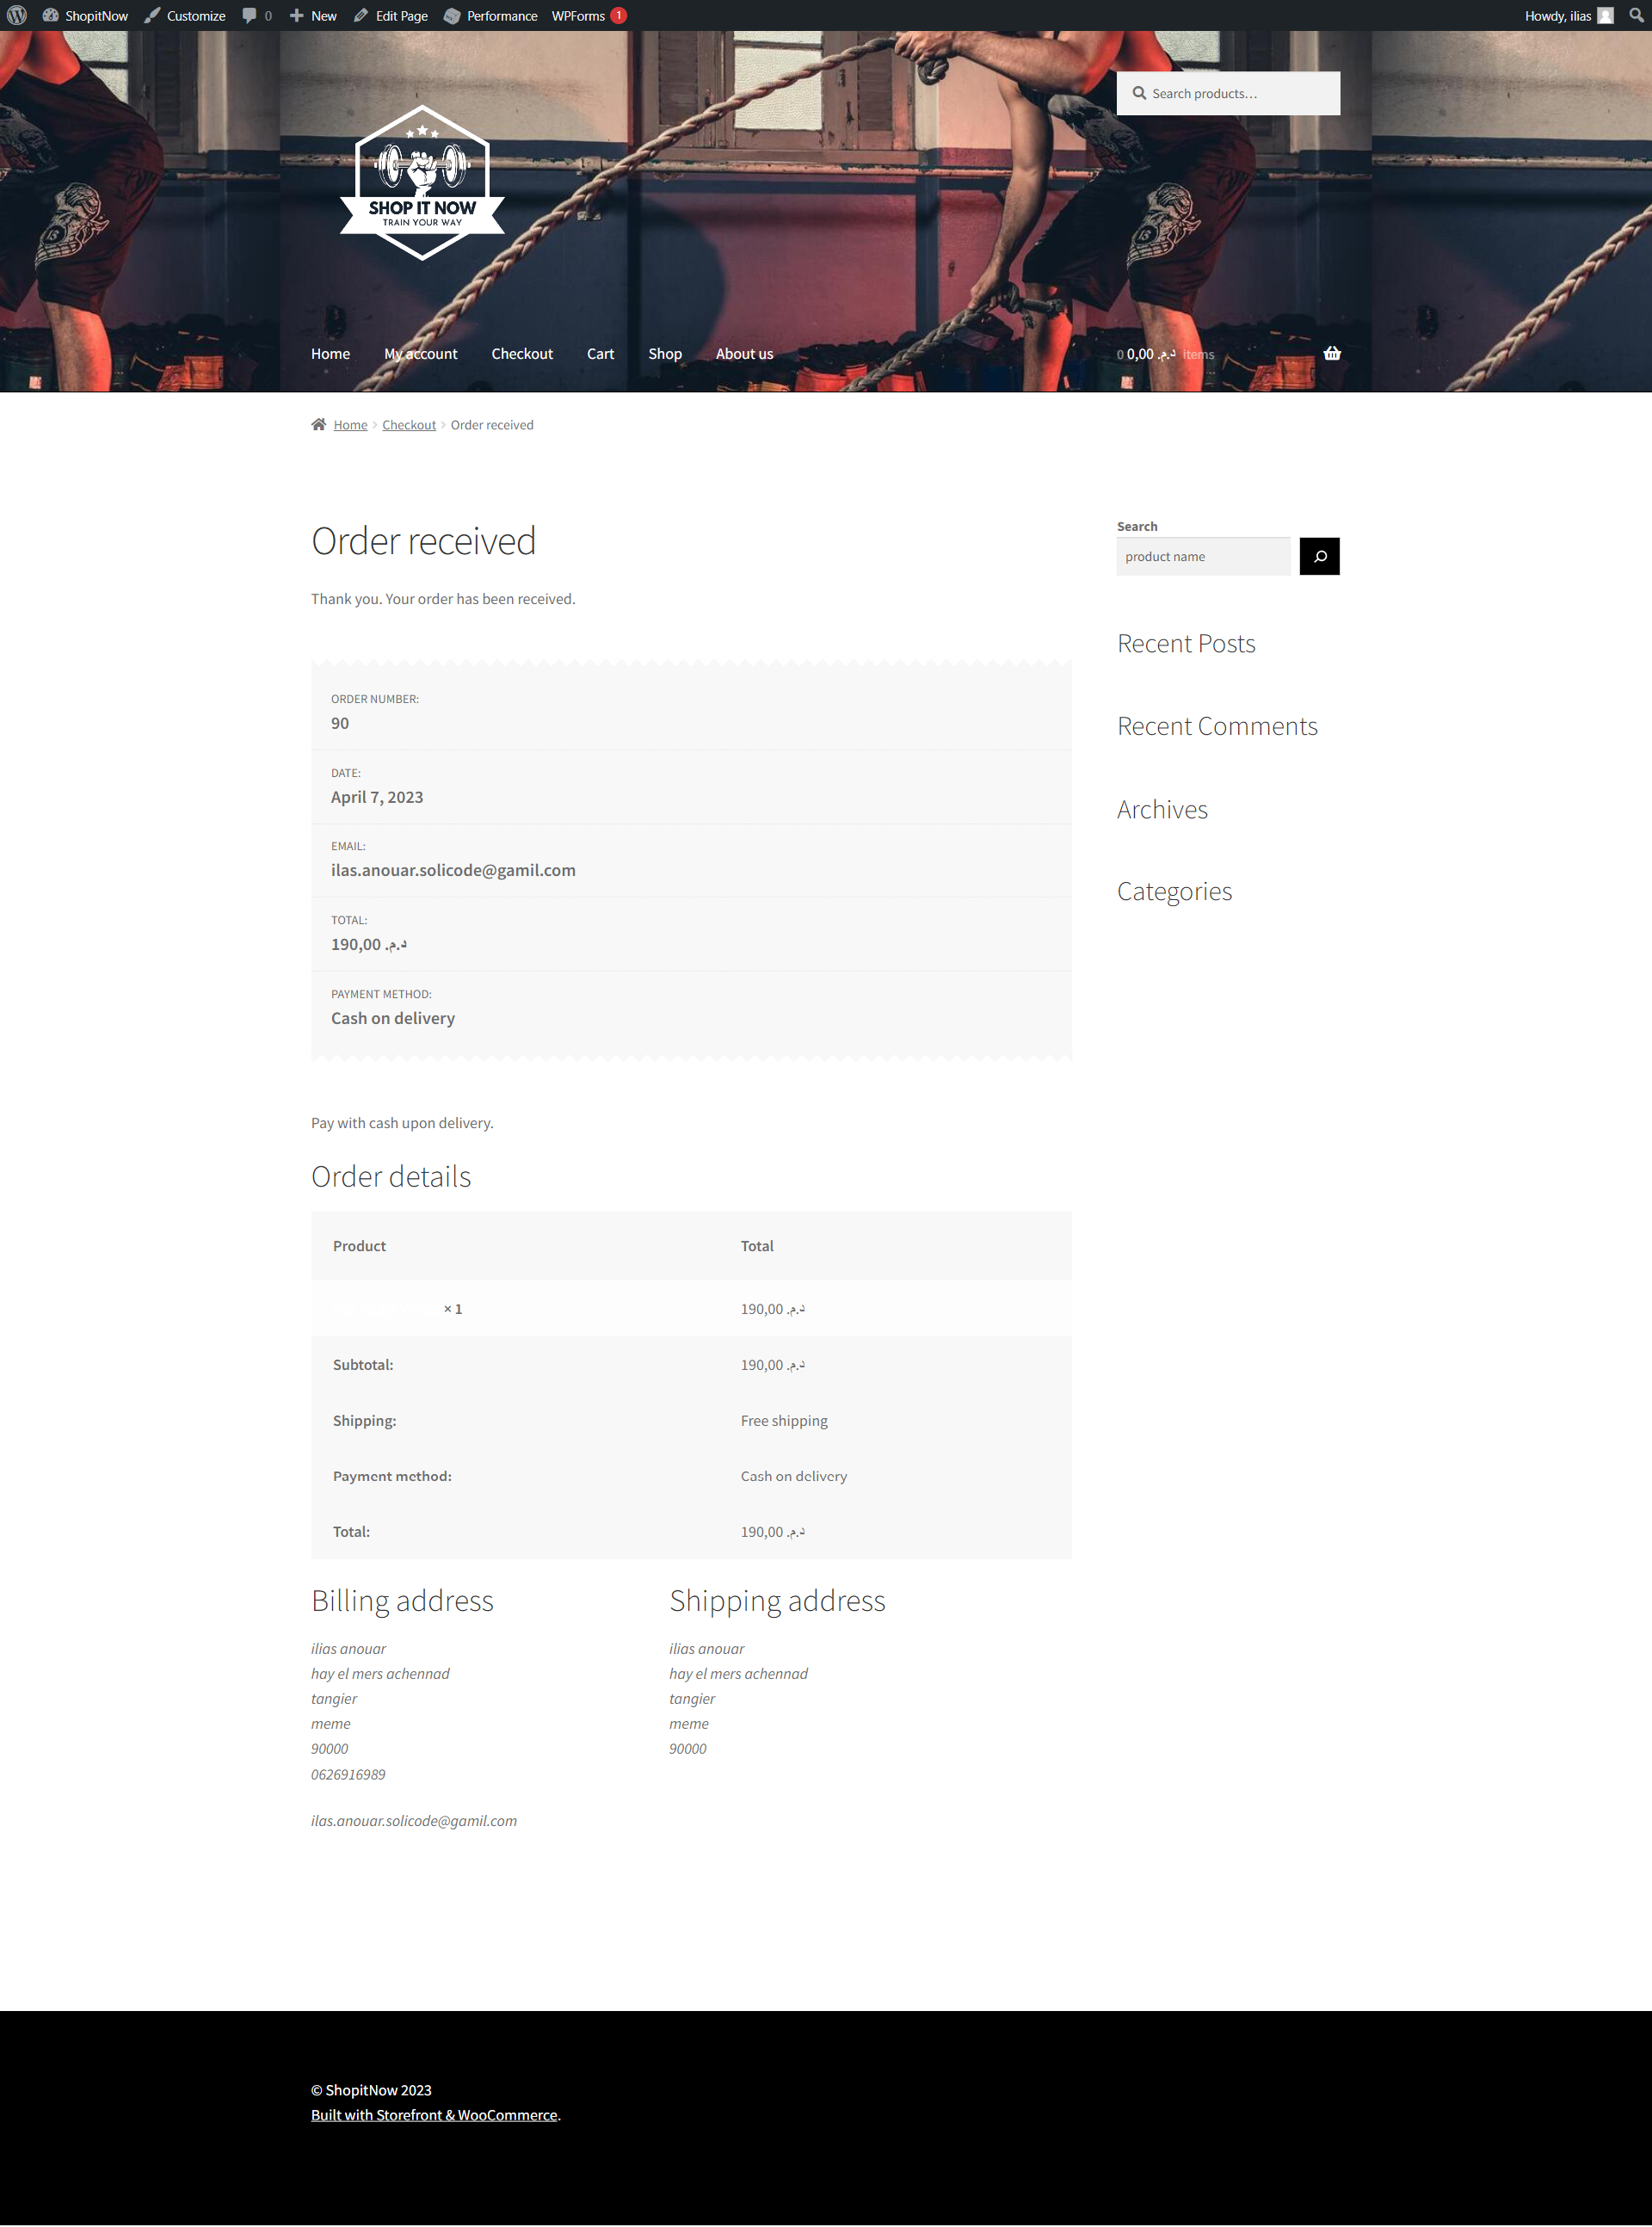 ShopitNow Customize 0 New Edit Page Performance WPForms 1 Howdy, ilias
Search products…
SHOP IT NOW
TRAIN YOUR WAY
Home My account Checkout Cart Shop About us 0 0,00 د.م. items
Home › Checkout › Order received
Order received
Thank you. Your order has been received.
ORDER NUMBER:
90
DATE:
April 7, 2023
EMAIL:
ilas.anouar.solicode@gamil.com
TOTAL:
190,00 د.م.
PAYMENT METHOD:
Cash on delivery
Pay with cash upon delivery.
Order details
Product Total
× 1 190,00 د.م.
Subtotal: 190,00 د.م.
Shipping: Free shipping
Payment method: Cash on delivery
Total: 190,00 د.م.
Billing address
ilias anouar
hay el mers achennad
tangier
meme
90000
0626916989
ilas.anouar.solicode@gamil.com
Shipping address
ilias anouar
hay el mers achennad
tangier
meme
90000
Search
product name
Recent Posts
Recent Comments
Archives
Categories
© ShopitNow 2023
Built with Storefront & WooCommerce.